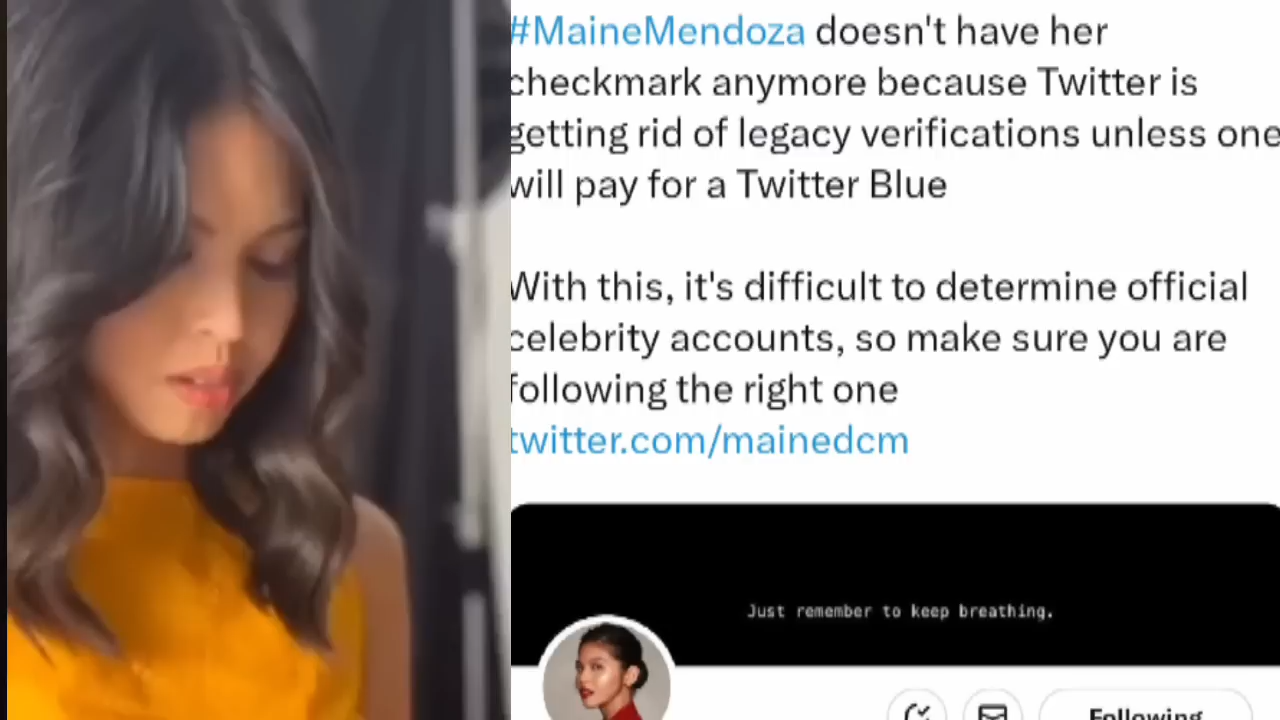 #MaineMendoza doesn't have her
checkmark anymore because Twitter is
getting rid of legacy verifications unless one
will pay for a Twitter Blue
With this, it's difficult to determine official
celebrity accounts, so make sure you are
following the right one
twitter.com/mainedcm
Just remember to keep breathing.
Following